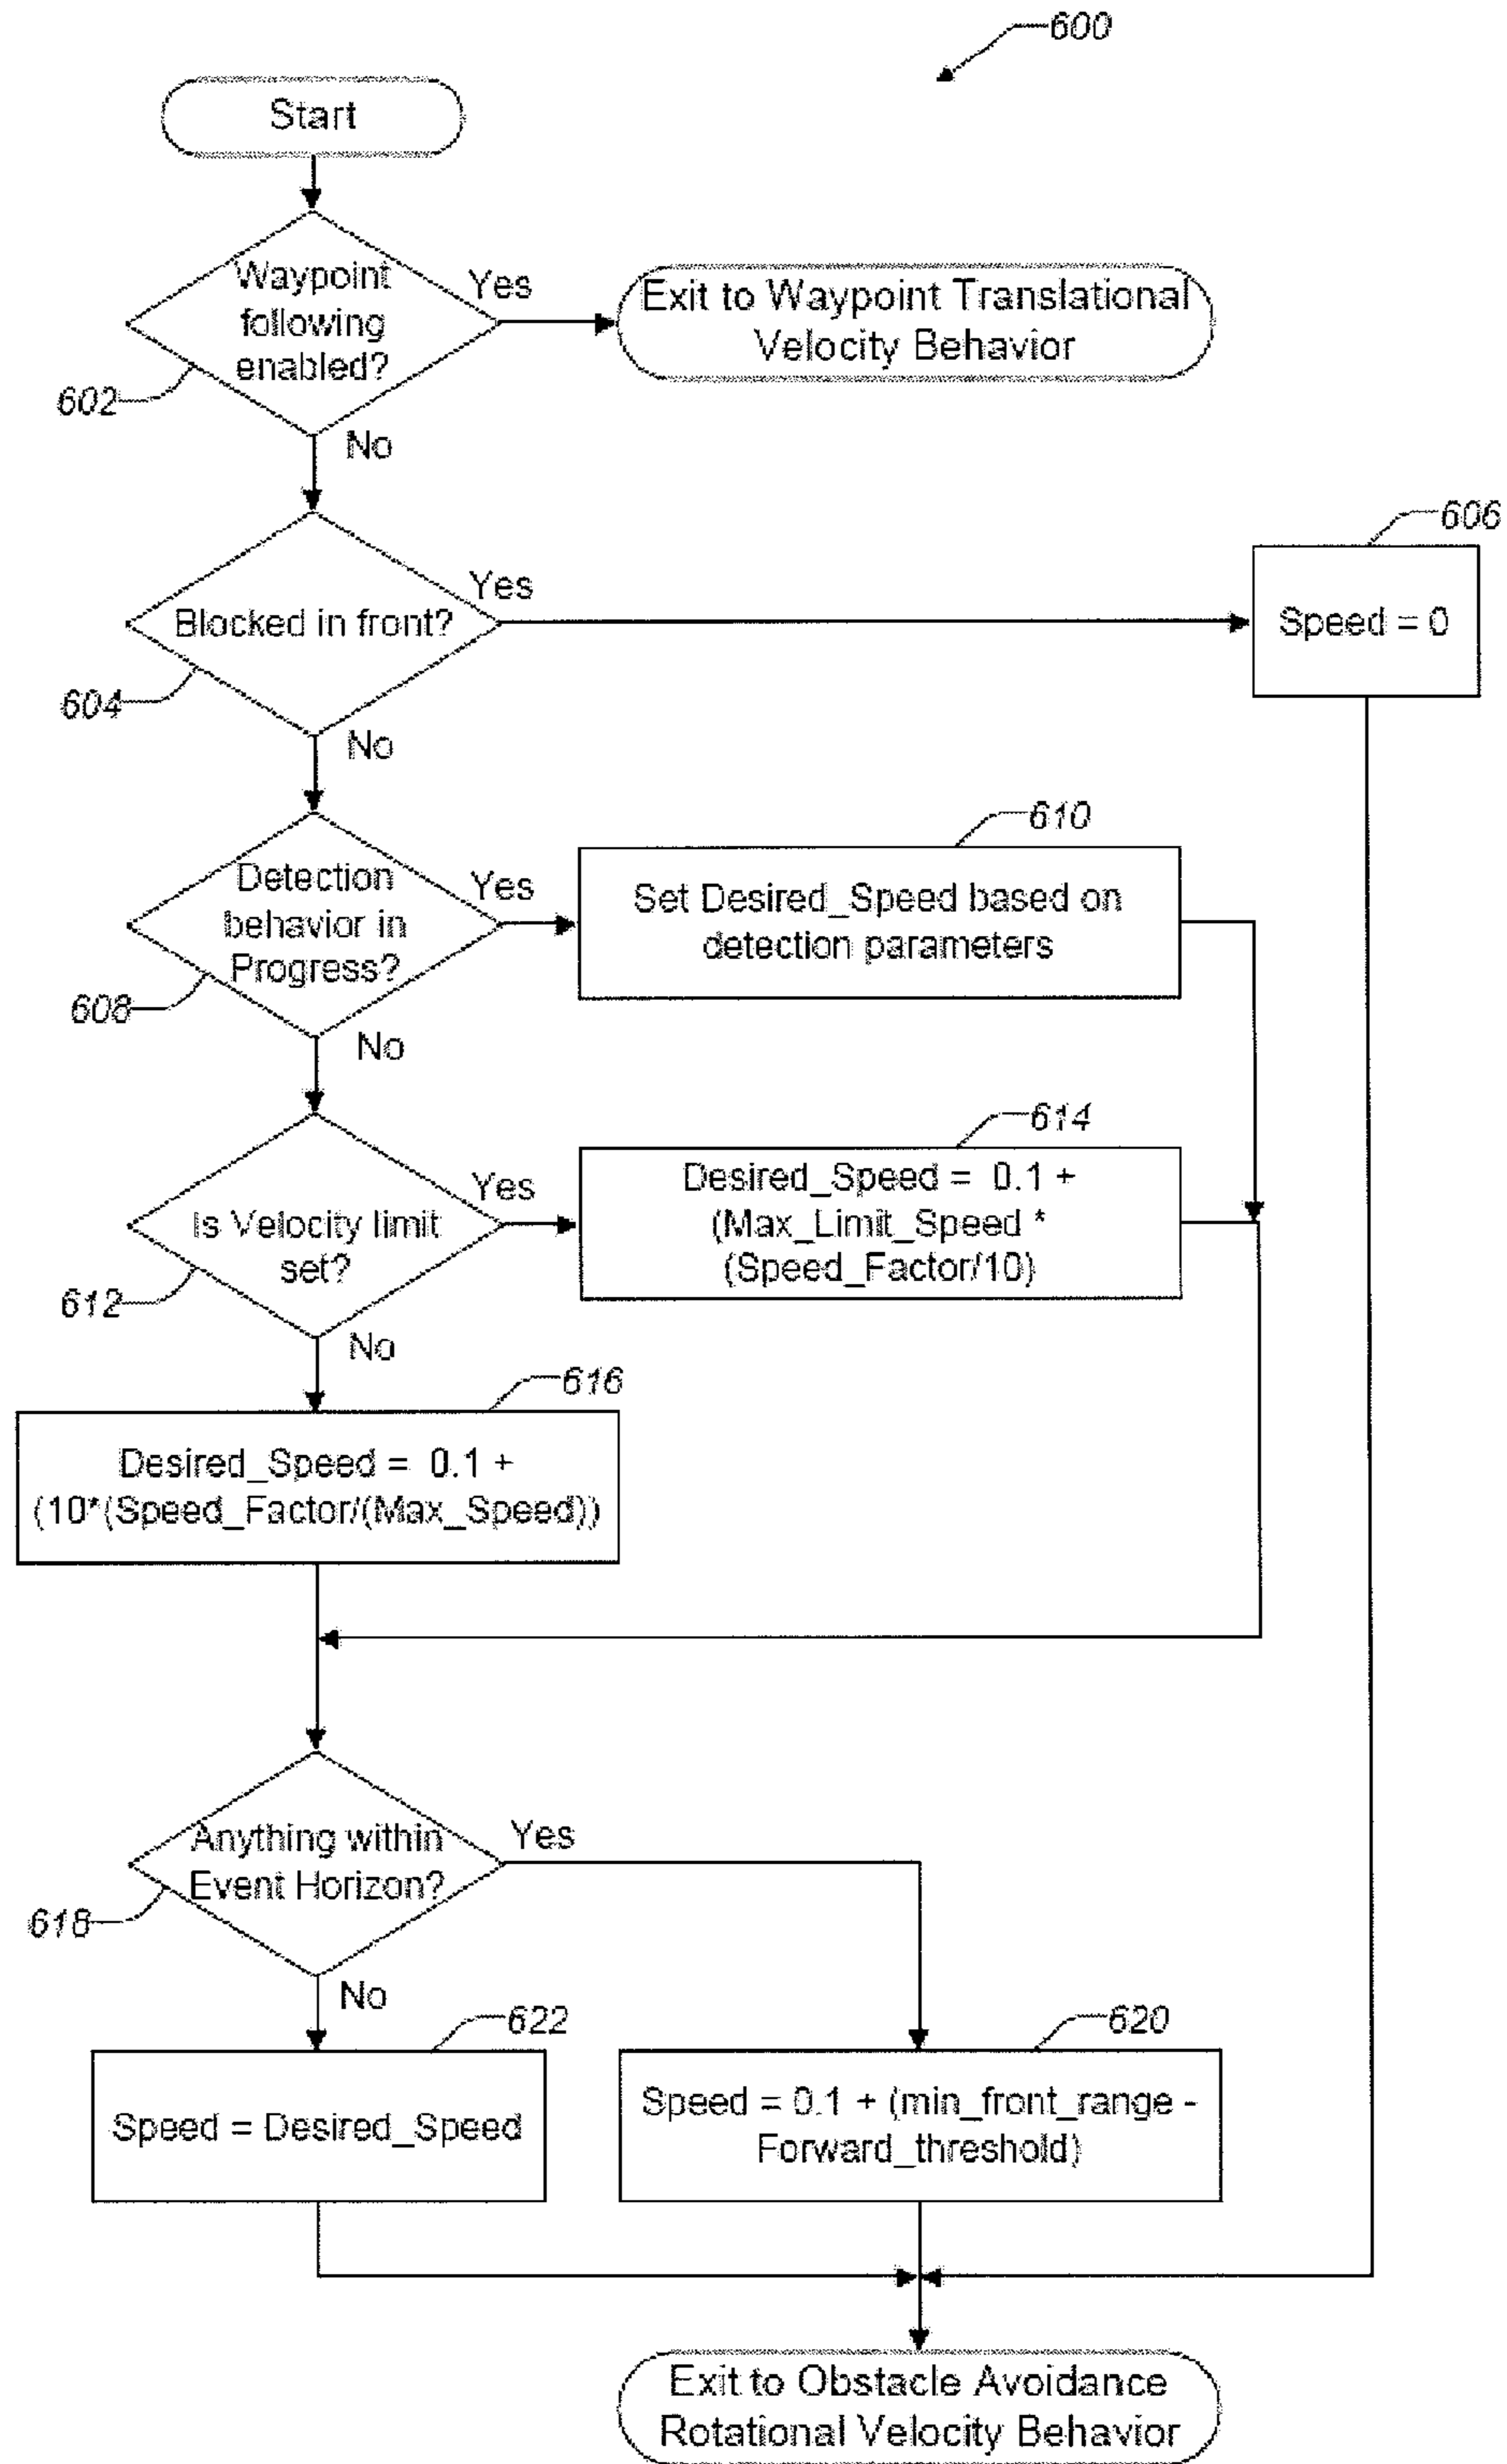 600
Start
Waypoint
following
enabled?
Yes
602
No
Exit to Waypoint Translational
Velocity Behavior
Blocked in front?
Yes
604
No
606
Speed = 0
Detection
behavior in
Progress?
Yes
608
No
610
Set Desired_Speed based on
detection parameters
Is Velocity limit
set?
Yes
612
No
614
Desired_Speed = 0.1 +
(Max_Limit_Speed *
(Speed_Factor/10)
616
Desired_Speed = 0.1 +
(10*(Speed_Factor/(Max_Speed))
Anything within
Event Horizon?
Yes
618
No
622
Speed = Desired_Speed
620
Speed = 0.1 + (min_front_range -
Forward_threshold)
Exit to Obstacle Avoidance
Rotational Velocity Behavior